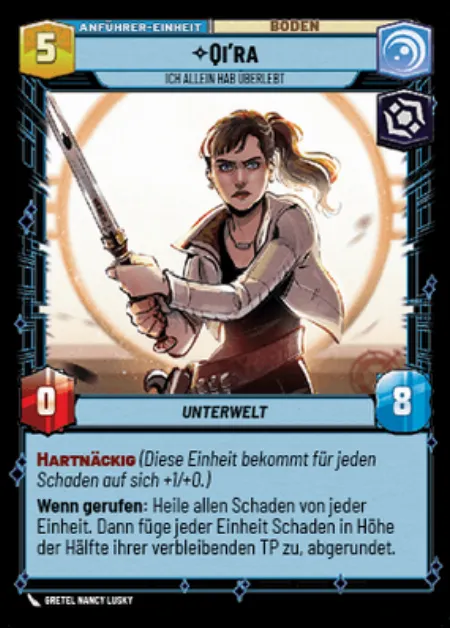 5
ANFÜHRER-EINHEIT
BODEN
QI'RA
ICH ALLEIN HAB ÜBERLEBT
0
UNTERWELT
8
HARTNÄCKIG (Diese Einheit bekommt für jeden
Schaden auf sich +1/+0.)
Wenn gerufen: Heile allen Schaden von jeder
Einheit. Dann füge jeder Einheit Schaden in Höhe
der Hälfte ihrer verbleibenden TP zu, abgerundet.
GRETEL NANCY LUSKY